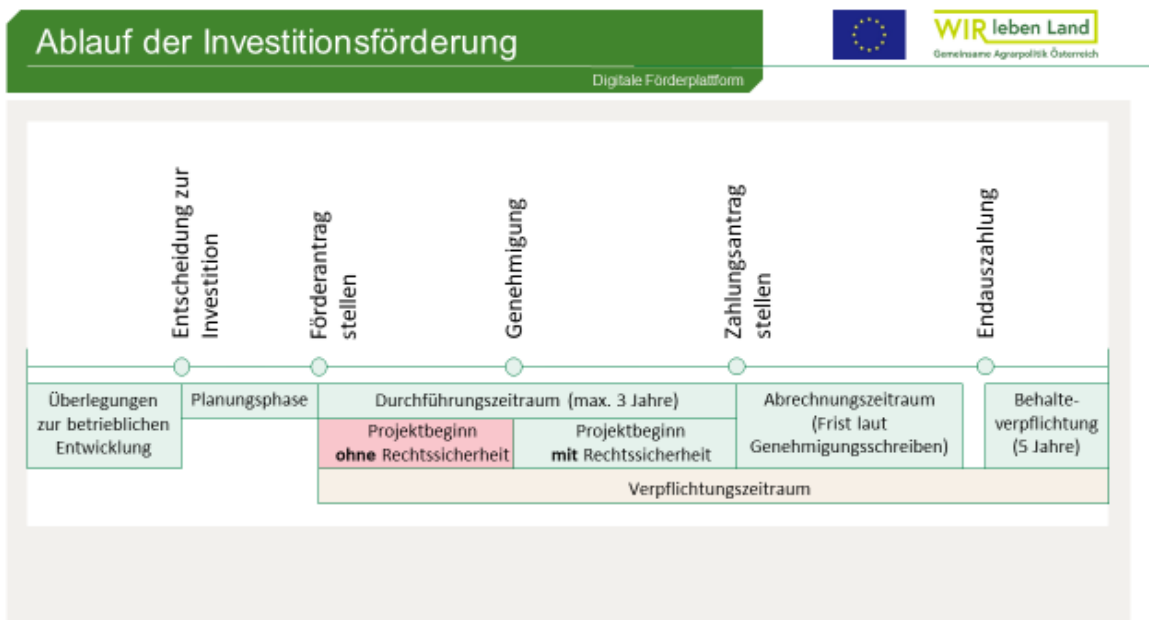 Ablauf der Investitionsförderung
Digitale Förderplattform
WIR leben Land
Gemeinsame Agrarpolitik Österreich
Entscheidung zur
Investition
Förderantrag
stellen
Genehmigung
Zahlungsantrag
stellen
Endauszahlung
Überlegungen
zur betrieblichen
Entwicklung
Planungsphase
Durchführungszeitraum (max. 3 Jahre)
Projektbeginn
ohne Rechtssicherheit
Projektbeginn
mit Rechtssicherheit
Abrechnungszeitraum
(Frist laut
Genehmigungsschreiben)
Behalte-
verpflichtung
(5 Jahre)
Verpflichtungszeitraum